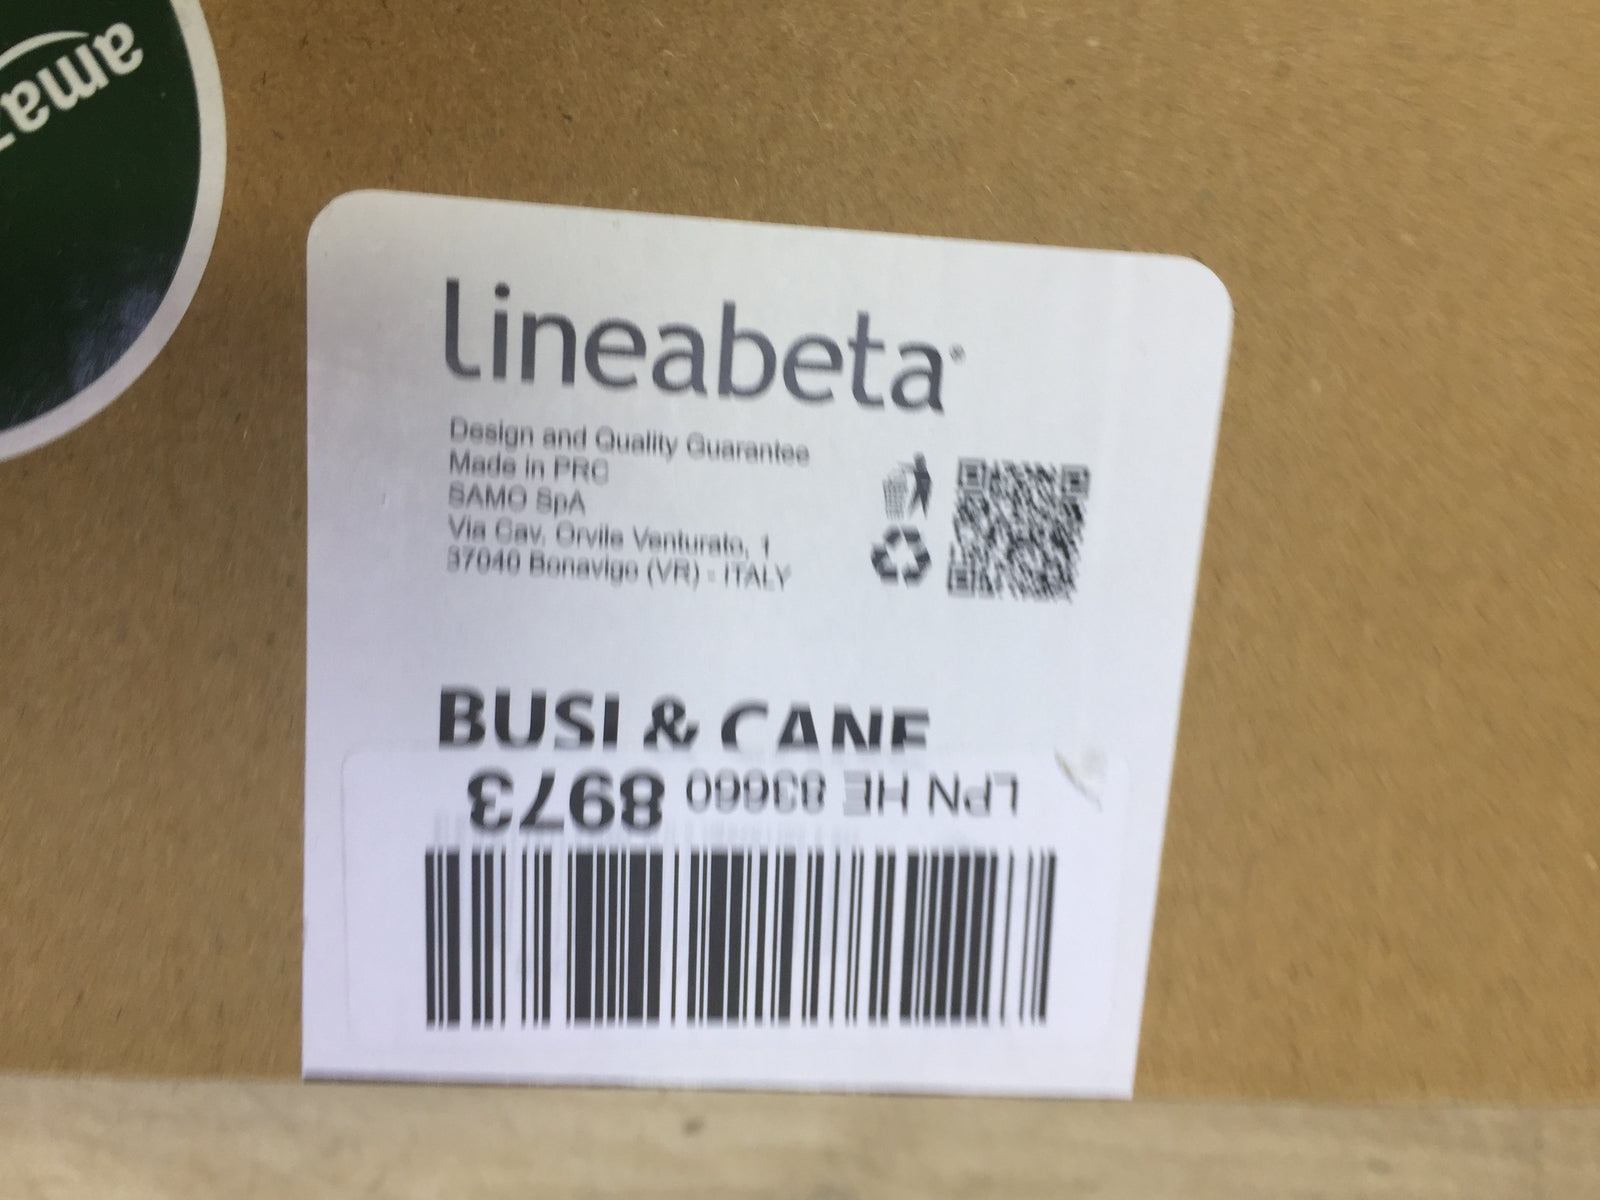 amaz
lineabeta®
Design and Quality Guarantee
Made in PRC
SAMO SpA
Via Cav. Orvile Venturato, 1
37040 Bonavigo (VR) - ITALY
BUSI & CANE
LPN HE 83660 8973